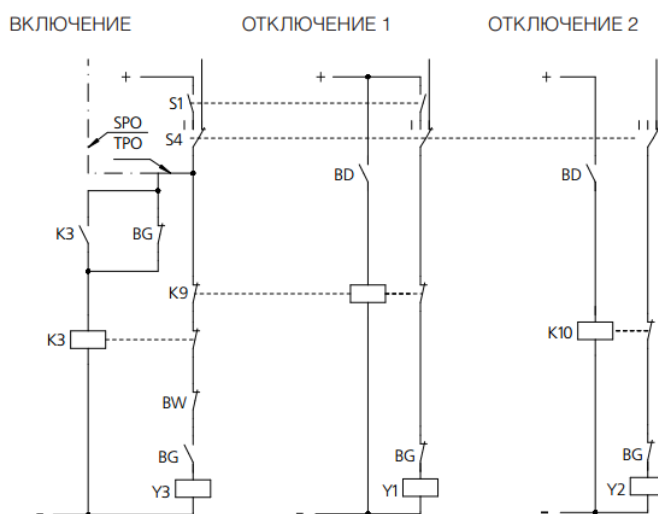 ВКЛЮЧЕНИЕ ОТКЛЮЧЕНИЕ 1 ОТКЛЮЧЕНИЕ 2
+ + +
S1
SPO
TPO
S4
BD BD
K3 BG
K9
K3 K10
BW
BG BG BG
Y3 Y1 Y2
- - -